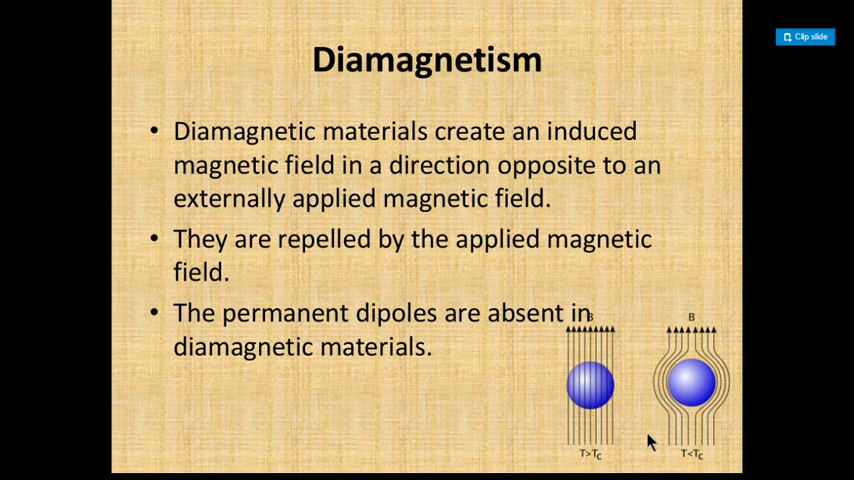 Clip slide
Diamagnetism
• Diamagnetic materials create an induced
magnetic field in a direction opposite to an
externally applied magnetic field.
• They are repelled by the applied magnetic
field.
• The permanent dipoles are absent in
diamagnetic materials.
B
B
T>Tc
T<Tc